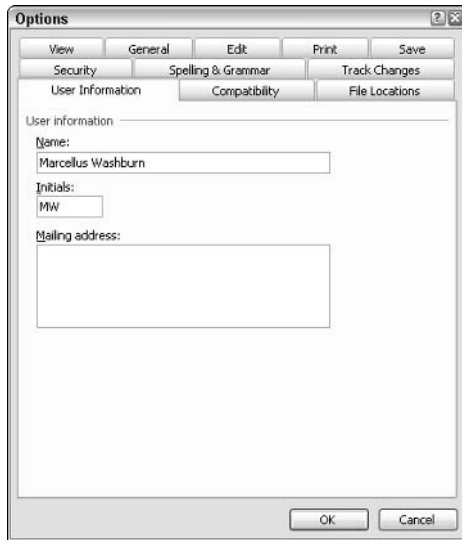 Options
View General Edit Print Save
Security Spelling & Grammar Track Changes
User Information Compatibility File Locations
User information
Name:
Marcellus Washburn
Initials:
MW
Mailing address:
OK Cancel